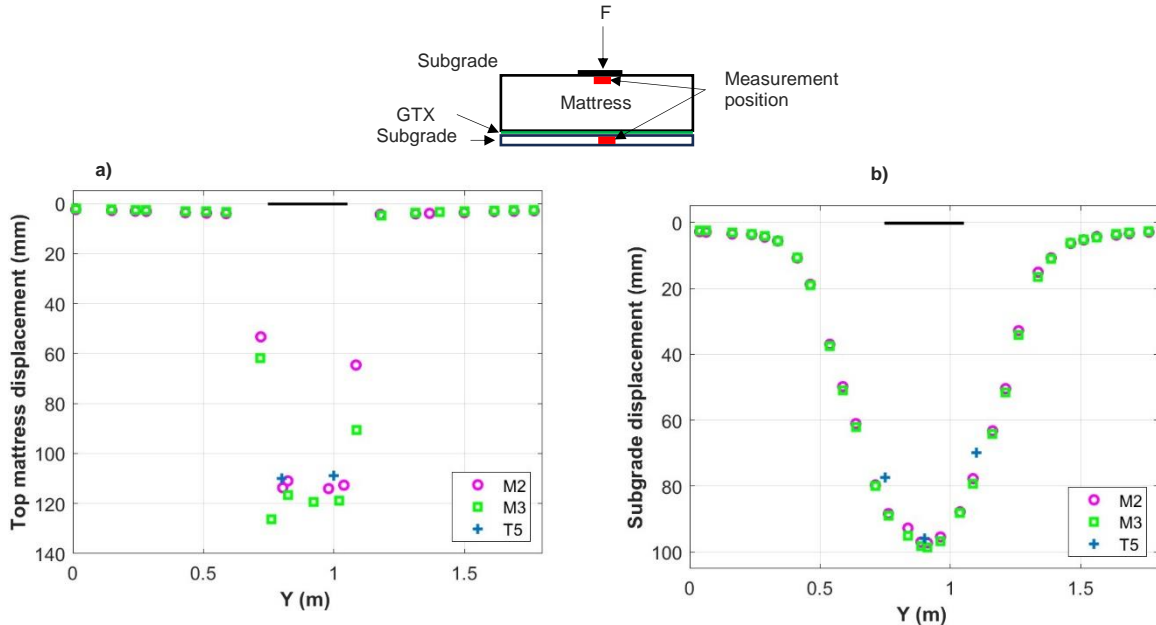 F
Subgrade
Measurement
position
Mattress
GTX
Subgrade
a)
0
20
40
60
80
100
120
140
Top mattress displacement (mm)
0
0.5
1
1.5
Y (m)
M2
M3
T5
b)
0
20
40
60
80
100
Subgrade displacement (mm)
0
0.5
1
1.5
Y (m)
M2
M3
T5